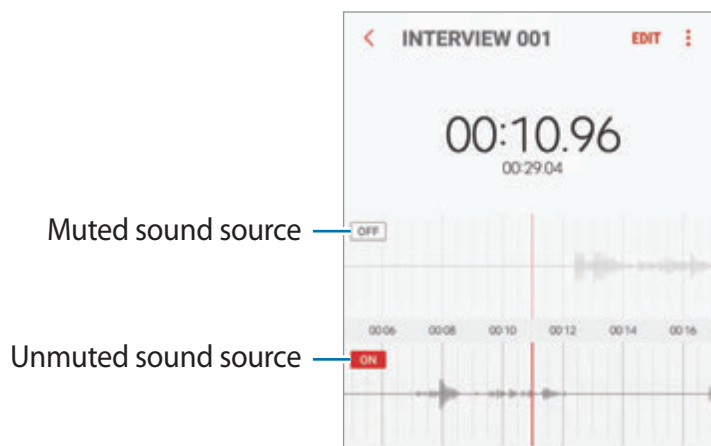 INTERVIEW 001 EDIT
00:10.96
00:29.04
Muted sound source
OFF
00:06 00:08 00:10 00:12 00:14 00:16
Unmuted sound source
ON